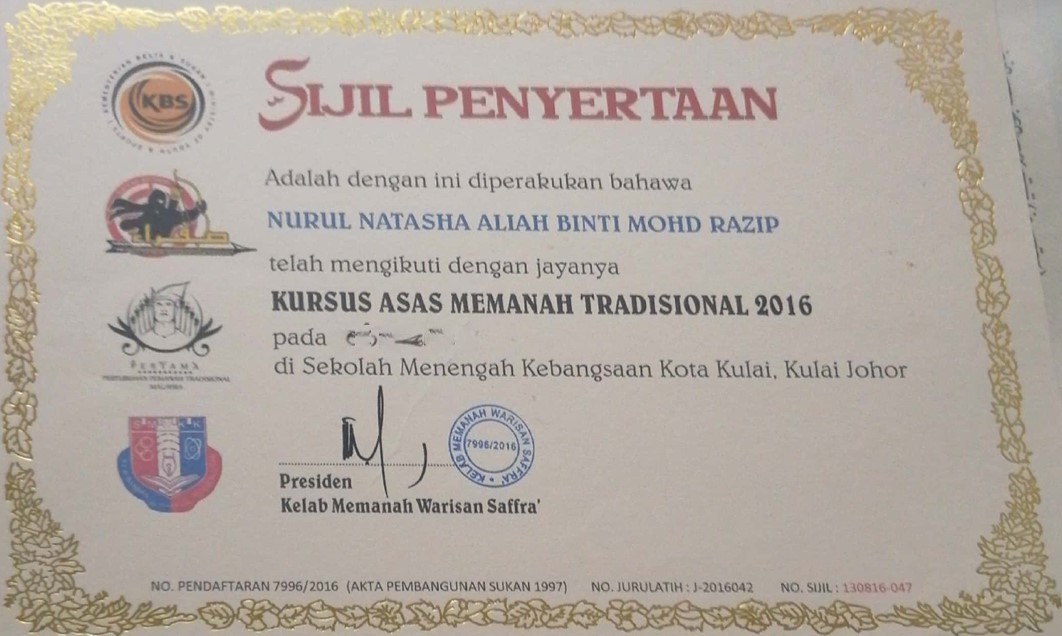 SIJIL PENYERTAAN
KBS
Adalah dengan ini diperakukan bahawa
NURUL NATASHA ALIAH BINTI MOHD RAZIP
telah mengikuti dengan jayanya
KURSUS ASAS MEMANAH TRADISIONAL 2016
pada
di Sekolah Menengah Kebangsaan Kota Kulai, Kulai Johor
PERTAMA
MALAYSIA
KELAB MEMANAH WARISAN SAFFRA'
7996/2016
Presiden
Kelab Memanah Warisan Saffra'
NO. PENDAFTARAN 7996/2016 (AKTA PEMBANGUNAN SUKAN 1997) NO. JURULATIH : J-2016042 NO. SIJIL : 130816-047